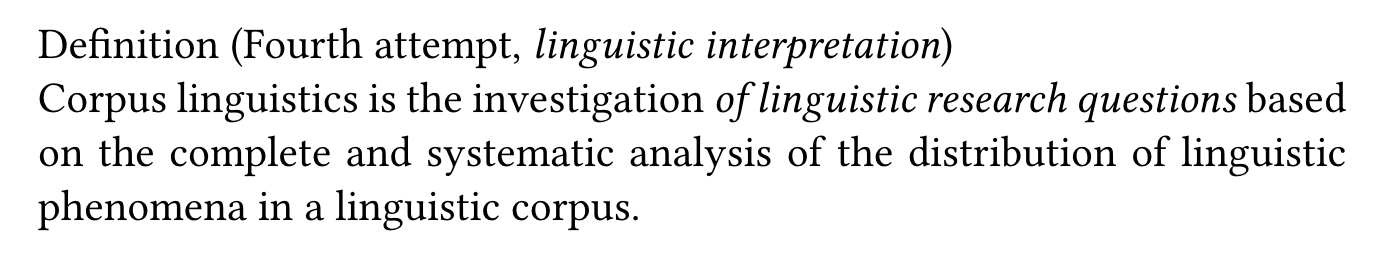 Definition (Fourth attempt, linguistic interpretation)
Corpus linguistics is the investigation of linguistic research questions based
on the complete and systematic analysis of the distribution of linguistic
phenomena in a linguistic corpus.